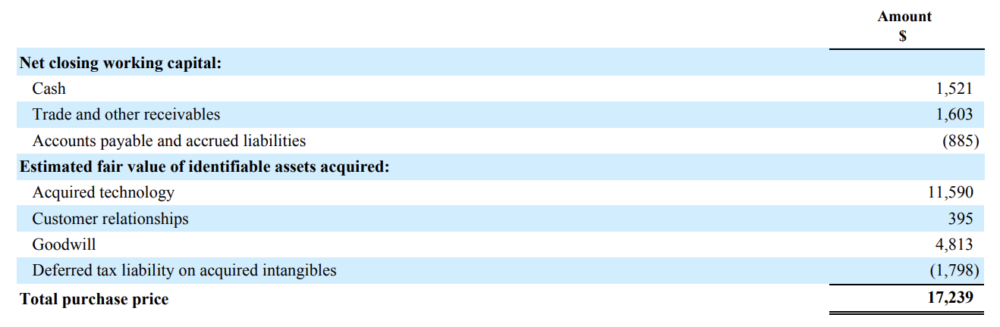 Amount
$
Net closing working capital:
Cash 1,521
Trade and other receivables 1,603
Accounts payable and accrued liabilities (885)
Estimated fair value of identifiable assets acquired:
Acquired technology 11,590
Customer relationships 395
Goodwill 4,813
Deferred tax liability on acquired intangibles (1,798)
Total purchase price 17,239